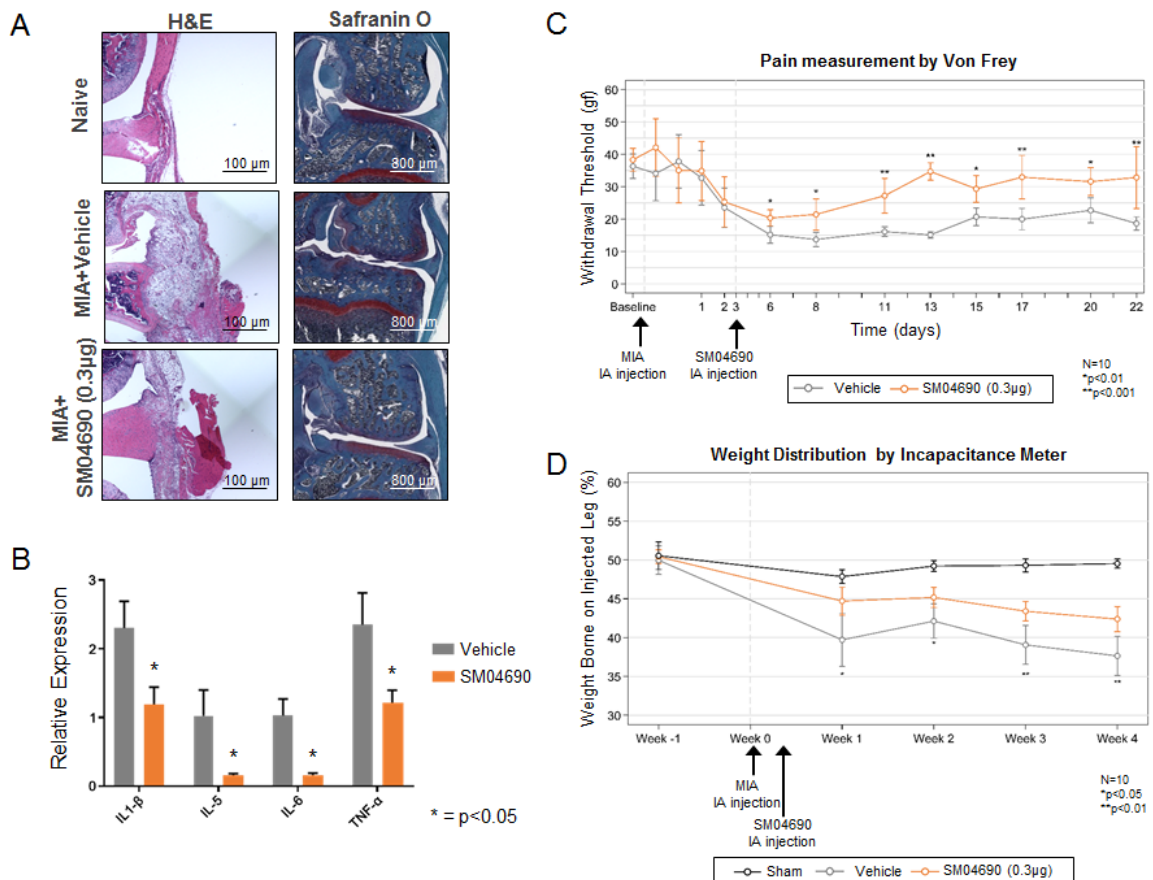 A
H&E
Safranin O
Naive
100 µm
800 µm
MIA+Vehicle
100 µm
800 µm
MIA+
SM04690 (0.3µg)
100 µm
800 µm
B
Relative Expression
3
2
1
0
*
*
*
*
Vehicle
SM04690
IL1-β
IL-5
IL-6
TNF-α
* = p<0.05
C
Pain measurement by Von Frey
Withdrawal Threshold (gf)
60
50
40
30
20
10
0
*
*
**
**
*
**
*
**
Baseline 1 2 3 6 8 11 13 15 17 20 22
Time (days)
MIA
IA injection
SM04690
IA injection
N=10
*p<0.01
**p<0.001
Vehicle SM04690 (0.3µg)
D
Weight Distribution by Incapacitance Meter
Weight Borne on Injected Leg (%)
60
55
50
45
40
35
30
*
*
**
**
Week -1 Week 0 Week 1 Week 2 Week 3 Week 4
MIA
IA injection
SM04690
IA injection
N=10
*p<0.05
**p<0.01
Sham Vehicle SM04690 (0.3µg)